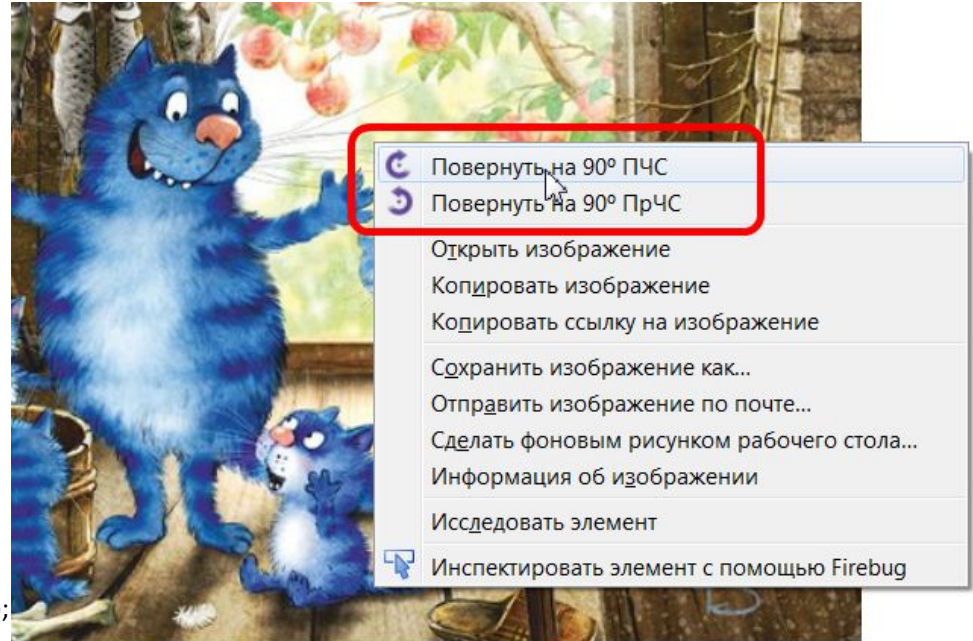 Повернуть на 90º ПЧС
Повернуть на 90º ПрЧС
Открыть изображение
Копировать изображение
Копировать ссылку на изображение
Сохранить изображение как...
Отправить изображение по почте...
Сделать фоновым рисунком рабочего стола...
Информация об изображении
Исследовать элемент
Инспектировать элемент с помощью Firebug
;